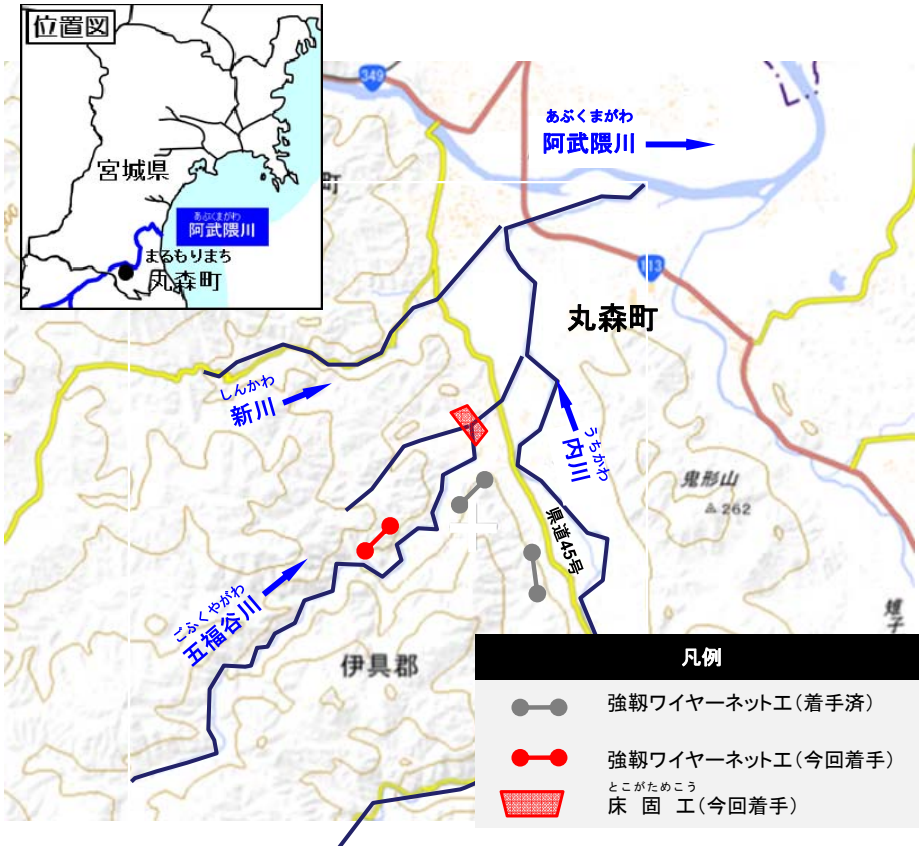 位置図
宮城県
あぶくまがわ
阿武隈川
まるもりまち
丸森町
349
町
あぶくまがわ
阿武隈川
113
丸森町
しんかわ
新川
うちかわ
内川
鬼形山
262
県道45号
ごふくやがわ
五福谷川
伊具郡
雉子
凡例
強靱ワイヤーネット工(着手済)
強靱ワイヤーネット工(今回着手)
とこがためこう
床 固 工(今回着手)